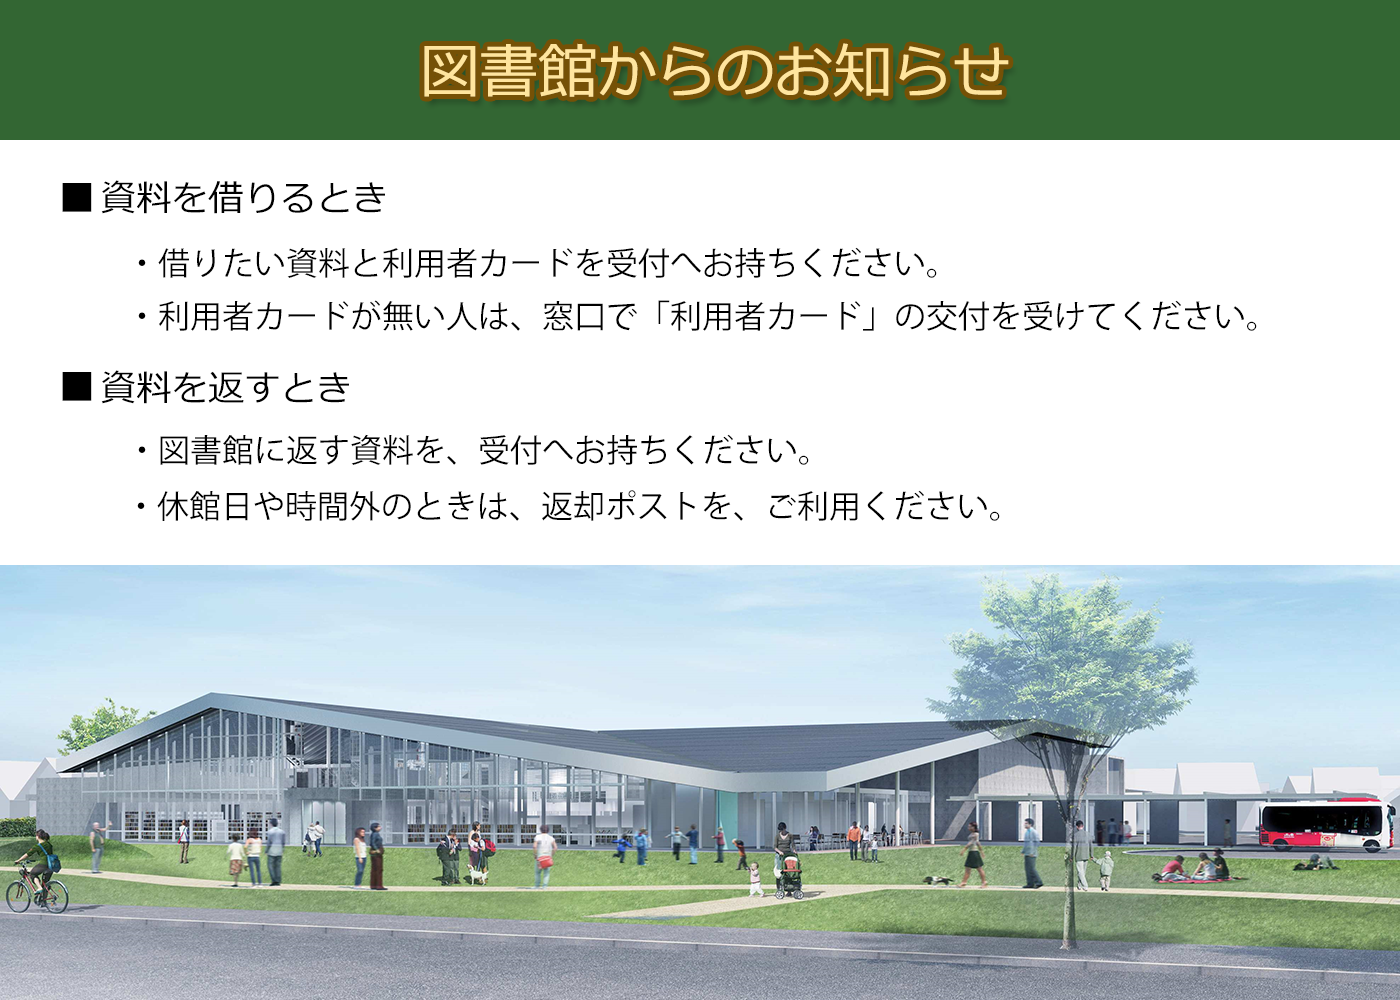 図書館からのお知らせ
■ 資料を借りるとき
・借りたい資料と利用者カードを受付へお持ちください。
・利用者カードが無い人は、窓口で「利用者カード」の交付を受けてください。
■ 資料を返すとき
・図書館に返す資料を、受付へお持ちください。
・休館日や時間外のときは、返却ポストを、ご利用ください。